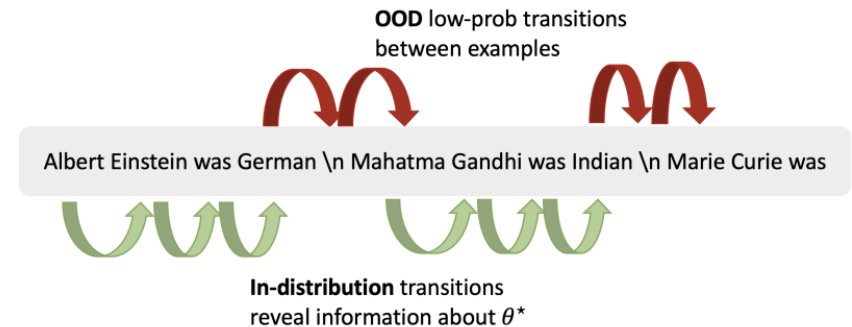 OOD low-prob transitions
between examples
Albert Einstein was German \n Mahatma Gandhi was Indian \n Marie Curie was
In-distribution transitions
reveal information about θ*